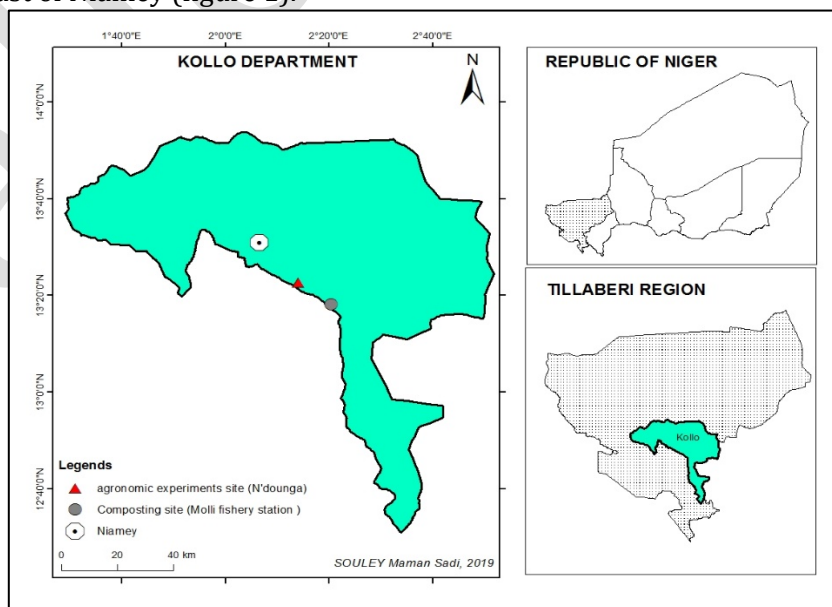 ast of Niamey (figure 1).
1°40'0"E 2°0'0"E 2°20'0"E 2°40'0"E
KOLLO DEPARTMENT
N
14°0'0"N
13°40'0"N
13°20'0"N
13°0'0"N
12°40'0"N
Legends
agronomic experiments site (N'dounga)
Composting site (Molli fishery station )
Niamey
0 20 40 km
SOULEY Maman Sadi, 2019
REPUBLIC OF NIGER
TILLABERI REGION
Kollo